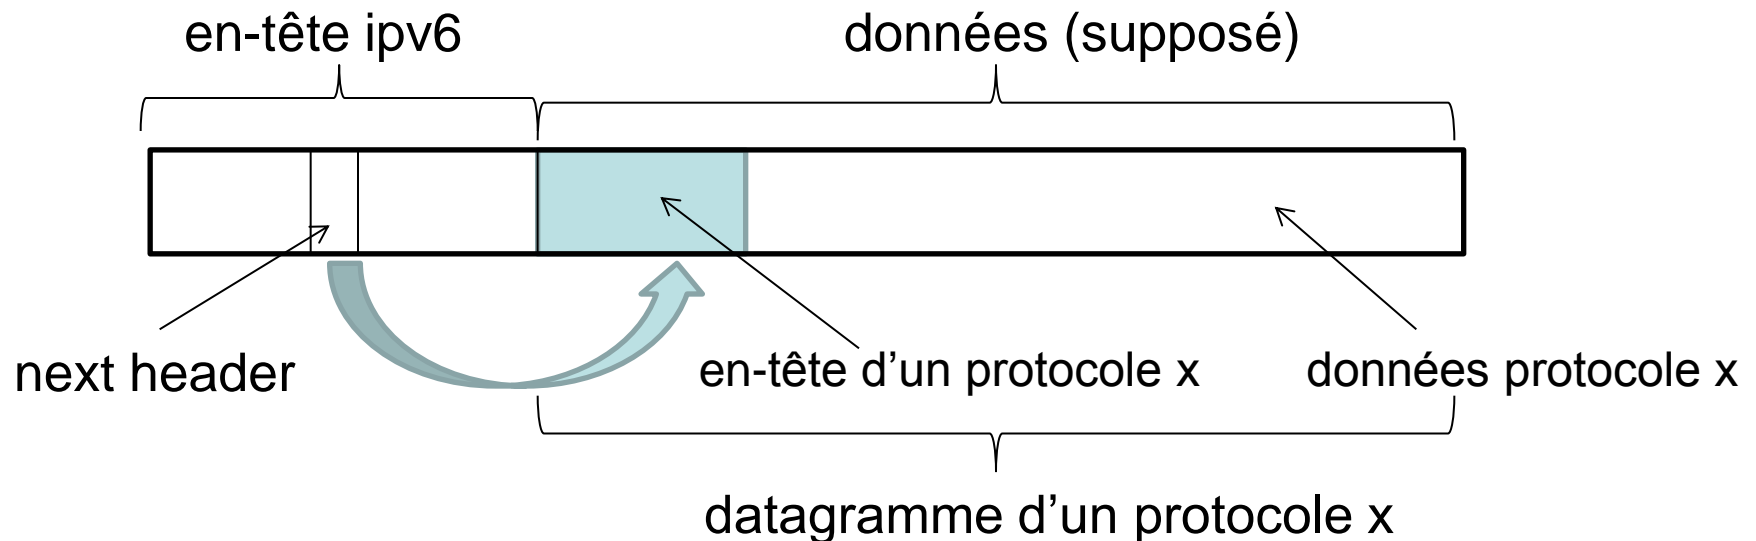 en-tête ipv6
données (supposé)
next header
en-tête d’un protocole x
données protocole x
datagramme d’un protocole x